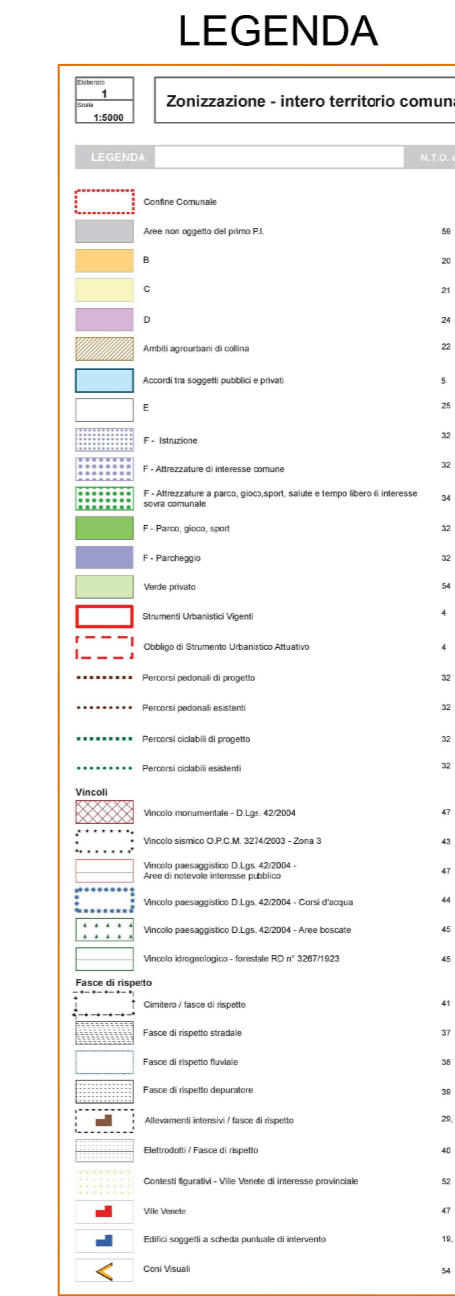 LEGENDA
Elaborato
1
Scala
1:5000
Zonizzazione - intero territorio comuna
LEGENDA N.T.O. a
Confine Comunale
Aree non oggetto del primo P.I. 59
B 20
C 21
D 24
Ambiti agrourbani di collina 22
Accordi tra soggetti pubblici e privati 5
E 25
F - Istruzione 32
F - Attrezzature di interesse comune 32
F - Attrezzature a parco, gioco,sport, salute e tempo libero di interesse
sovra comunale 34
F - Parco, gioco, sport 32
F - Parcheggio 32
Verde privato 54
Strumenti Urbanistici Vigenti 4
Obbligo di Strumento Urbanistico Attuativo 4
Percorsi pedonali di progetto 32
Percorsi pedonali esistenti 32
Percorsi ciclabili di progetto 32
Percorsi ciclabili esistenti 32
Vincoli
Vincolo monumentale - D.Lgs. 42/2004 47
Vincolo sismico O.P.C.M. 3274/2003 - Zona 3 43
Vincolo paesaggistico D.Lgs. 42/2004 -
Aree di notevole interesse pubblico 47
Vincolo paesaggistico D.Lgs. 42/2004 - Corsi d'acqua 44
Vincolo paesaggistico D.Lgs. 42/2004 - Aree boscate 45
Vincolo idrogeologico - forestale RD n° 3267/1923 45
Fasce di rispetto
Cimitero / fasce di rispetto 41
Fasce di rispetto stradale 37
Fasce di rispetto fluviale 38
Fasce di rispetto depuratore 39
Allevamenti intensivi / fasce di rispetto 29,
Elettrodotti / Fasce di rispetto 40
Contesti figurativi - Ville Venete di interesse provinciale 52
Ville Venete 47
Edifici soggetti a scheda puntuale di intervento 19,
Coni Visuali 54